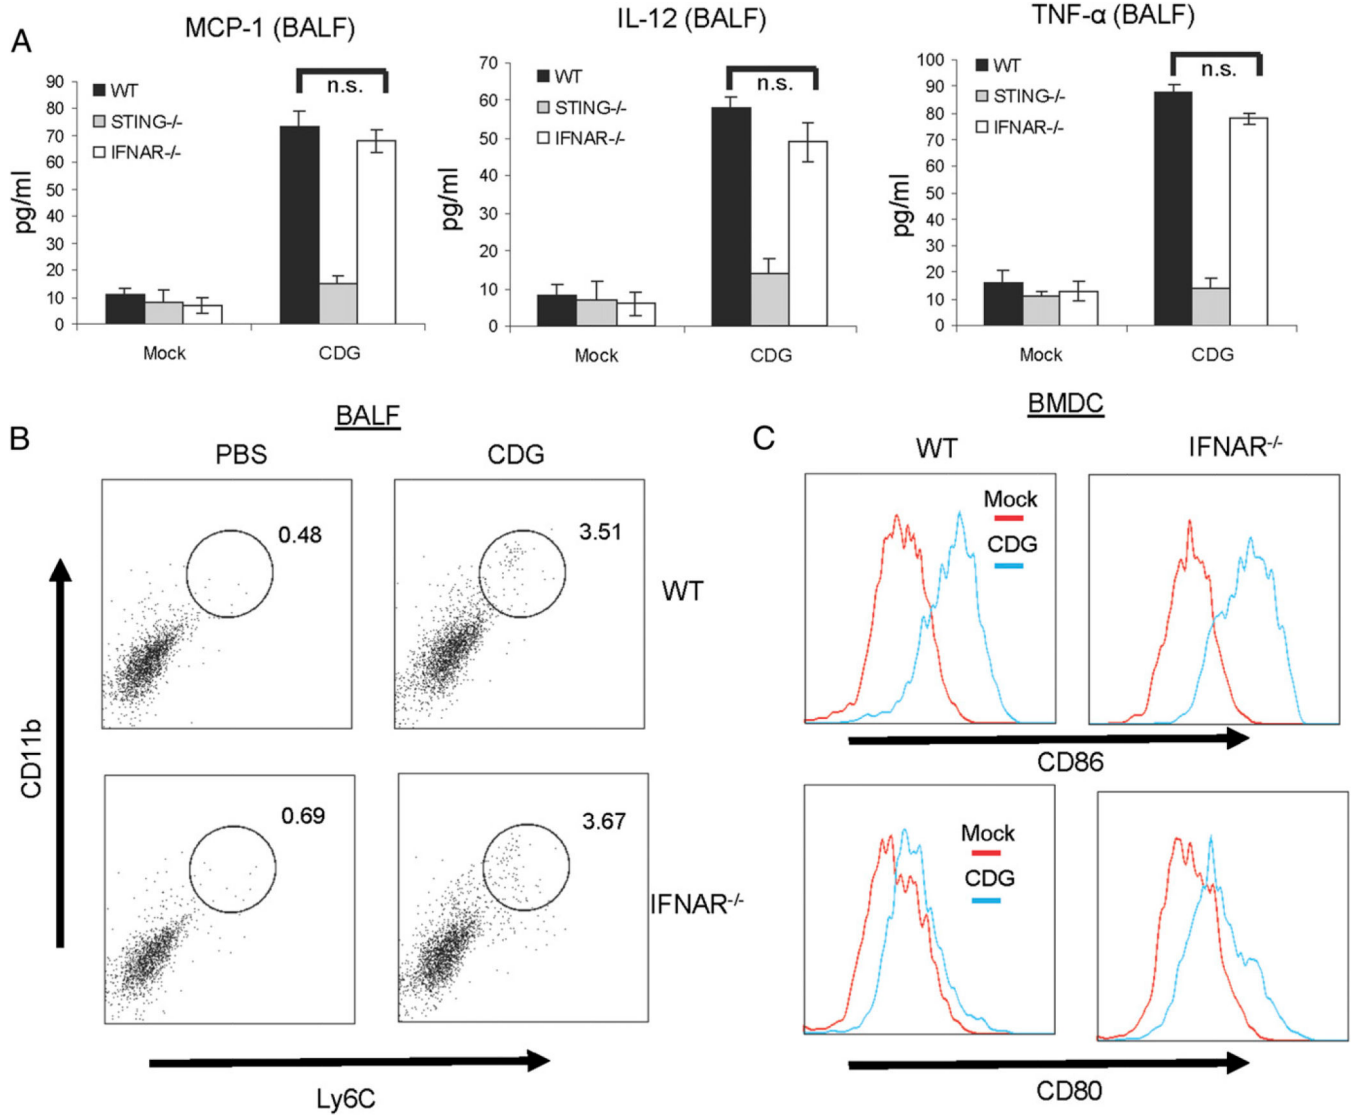 A
MCP-1 (BALF)
90
80
70
60
50
40
30
20
10
0
pg/ml
WT
STING-/-
IFNAR-/-
n.s.
Mock
CDG
IL-12 (BALF)
70
60
50
40
30
20
10
0
pg/ml
WT
STING-/-
IFNAR-/-
n.s.
Mock
CDG
TNF-α (BALF)
100
90
80
70
60
50
40
30
20
10
0
pg/ml
WT
STING-/-
IFNAR-/-
n.s.
Mock
CDG
B
BALF
PBS
CDG
0.48
3.51
WT
0.69
3.67
IFNAR-/-
CD11b
Ly6C
C
BMDC
WT
IFNAR-/-
Mock
CDG
CD86
Mock
CDG
CD80